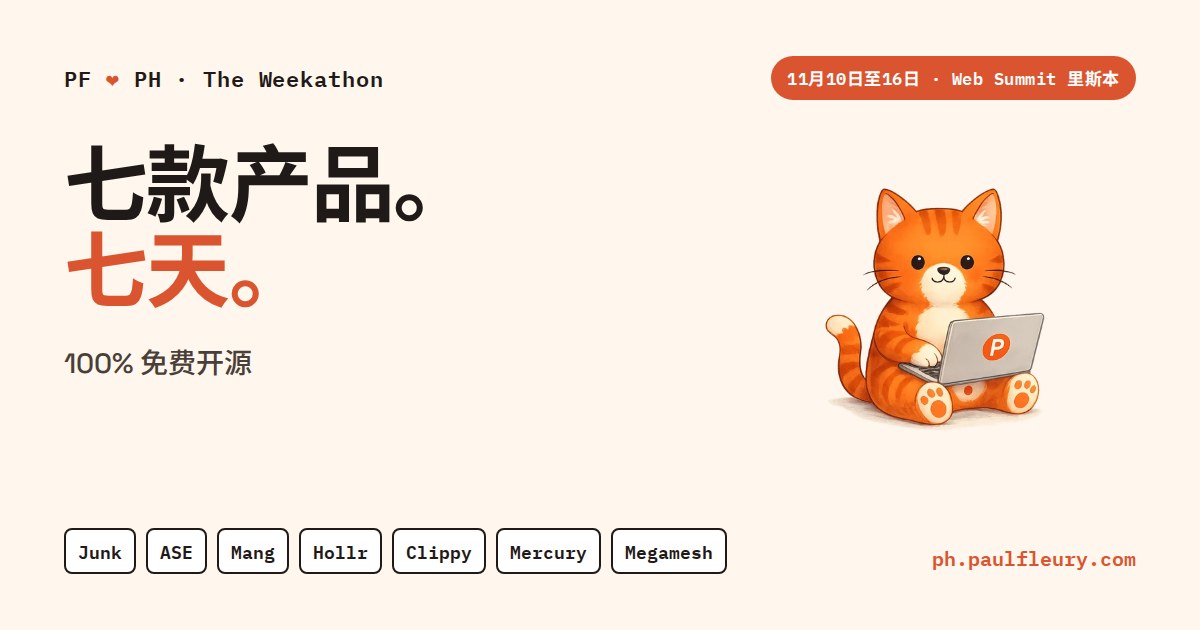 PF ❤ PH · The Weekathon
11月10日至16日 · Web Summit 里斯本
七款产品。
七天。
100% 免费开源
P
Junk
ASE
Mang
Hollr
Clippy
Mercury
Megamesh
ph.paulfleury.com